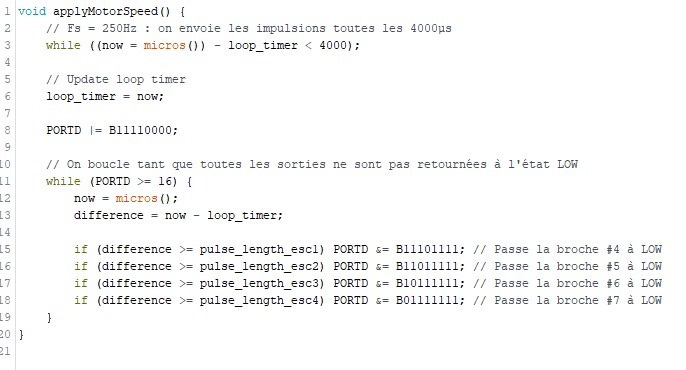 1 void applyMotorSpeed() {
2 // Fs = 250Hz : on envoie les impulsions toutes les 4000µs
3 while ((now = micros()) - loop_timer < 4000);
4
5 // Update loop timer
6 loop_timer = now;
7
8 PORTD |= B11110000;
9
10 // On boucle tant que toutes les sorties ne sont pas retournées à l'état LOW
11 while (PORTD >= 16) {
12 now = micros();
13 difference = now - loop_timer;
14
15 if (difference >= pulse_length_esc1) PORTD &= B11101111; // Passe la broche #4 à LOW
16 if (difference >= pulse_length_esc2) PORTD &= B11011111; // Passe la broche #5 à LOW
17 if (difference >= pulse_length_esc3) PORTD &= B10111111; // Passe la broche #6 à LOW
18 if (difference >= pulse_length_esc4) PORTD &= B01111111; // Passe la broche #7 à LOW
19 }
20 }
21